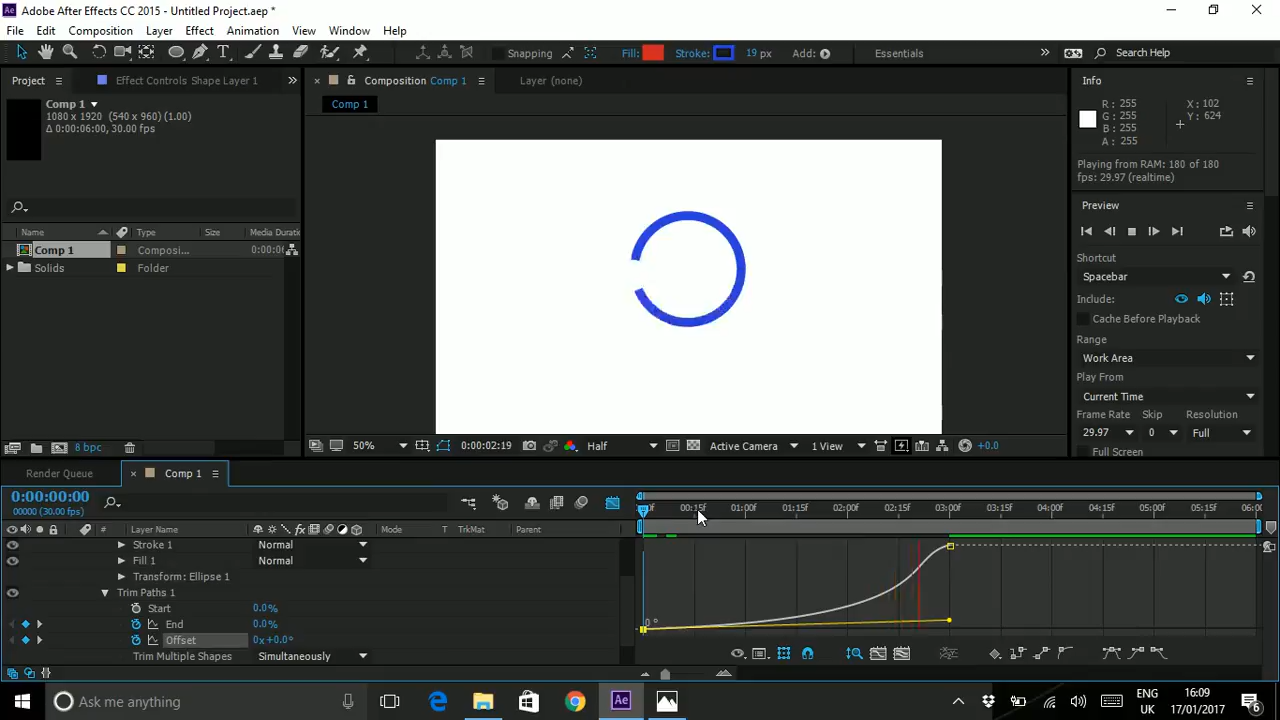 Adobe After Effects CC 2015 - Untitled Project.aep *
File Edit Composition Layer Effect Animation View Window Help
Snapping Fill: Stroke: 19 px Add: Essentials Search Help
Project Effect Controls Shape Layer 1 Composition Comp 1 Layer (none) Info
Comp 1
1080 x 1920 (540 x 960) (1.00)
Δ 0:00:06:00, 30.00 fps
Comp 1
R: 255
G: 255
B: 255
A: 255
X: 102
Y: 624
Playing from RAM: 180 of 180
fps: 29.97 (realtime)
Preview
Shortcut
Spacebar
Include:
Cache Before Playback
Range
Work Area
Play From
Current Time
Frame Rate Skip Resolution
29.97 0 Full
Full Screen
Name Type Size Media Duratio
Comp 1 Composi... 0:00:06
Solids Folder
8 bpc
50% 0:00:02:19 Half Active Camera 1 View +0.0
Render Queue Comp 1
0:00:00:00
00000 (30.00 fps)
00:15f 01:00f 01:15f 02:00f 02:15f 03:00f 03:15f 04:00f 04:15f 05:00f 05:15f 06:00
# Layer Name Mode T TrkMat Parent
Stroke 1 Normal
Fill 1 Normal
Transform: Ellipse 1
Trim Paths 1
Start 0.0%
End 0.0%
Offset 0x+0.0°
Trim Multiple Shapes Simultaneously
0°
Ask me anything
ENG
UK
16:09
17/01/2017
6